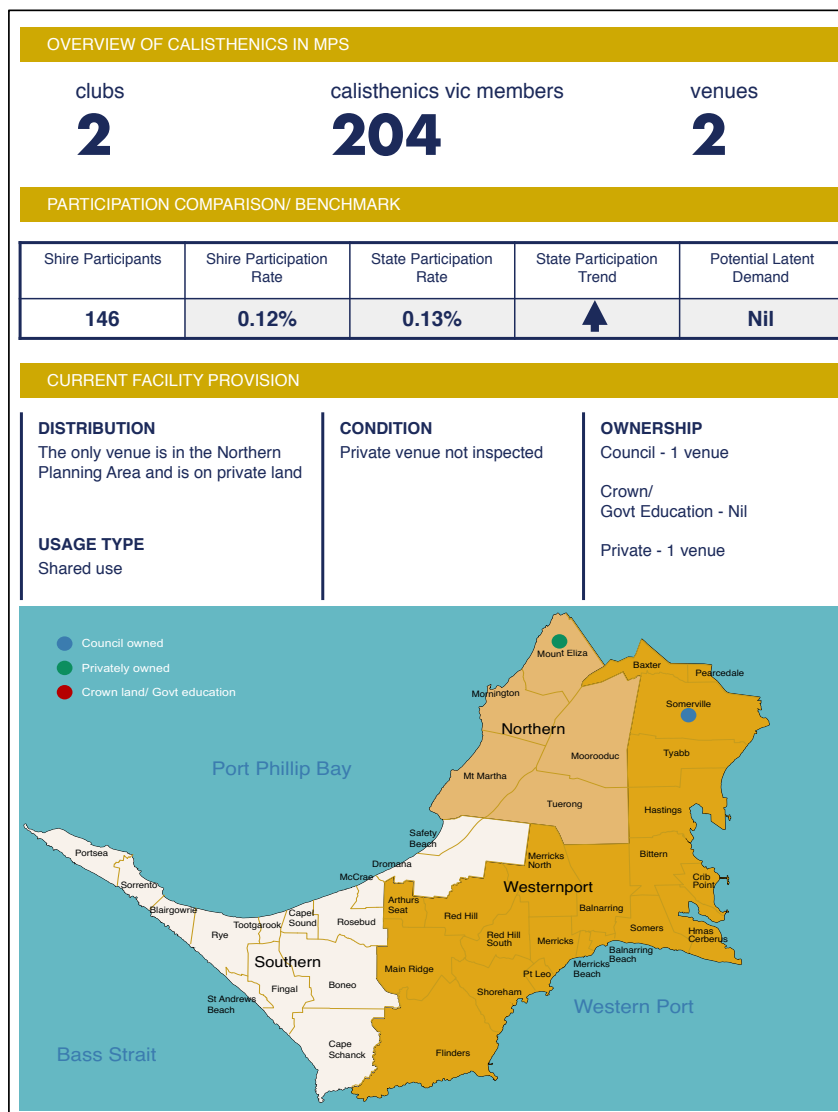 OVERVIEW OF CALISTHENICS IN MPS
clubs
2
calisthenics vic members
204
venues
2
PARTICIPATION COMPARISON/ BENCHMARK
Shire Participants
Shire Participation
Rate
State Participation
Rate
State Participation
Trend
Potential Latent
Demand
146
0.12%
0.13%
Nil
CURRENT FACILITY PROVISION
DISTRIBUTION
The only venue is in the Northern
Planning Area and is on private land
USAGE TYPE
Shared use
CONDITION
Private venue not inspected
OWNERSHIP
Council - 1 venue
Crown/
Govt Education - Nil
Private - 1 venue
Council owned
Privately owned
Crown land/ Govt education
Mount Eliza
Baxter
Pearcedale
Mornington
Somerville
Northern
Moorooduc
Tyabb
Port Phillip Bay
Mt Martha
Tuerong
Hastings
Safety
Beach
Portsea
Dromana
Merricks
North
Bittern
McCrae
Sorrento
Westernport
Crib
Point
Arthurs
Seat
Blairgowrie
Capel
Sound
Rosebud
Red Hill
Balnarring
Tootgarook
Rye
Red Hill
South
Merricks
Somers
Hmas
Cerberus
Southern
Balnarring
Beach
Main Ridge
Pt Leo
Merricks
Beach
Fingal
Boneo
Shoreham
St Andrews
Beach
Western Port
Cape
Schanck
Flinders
Bass Strait